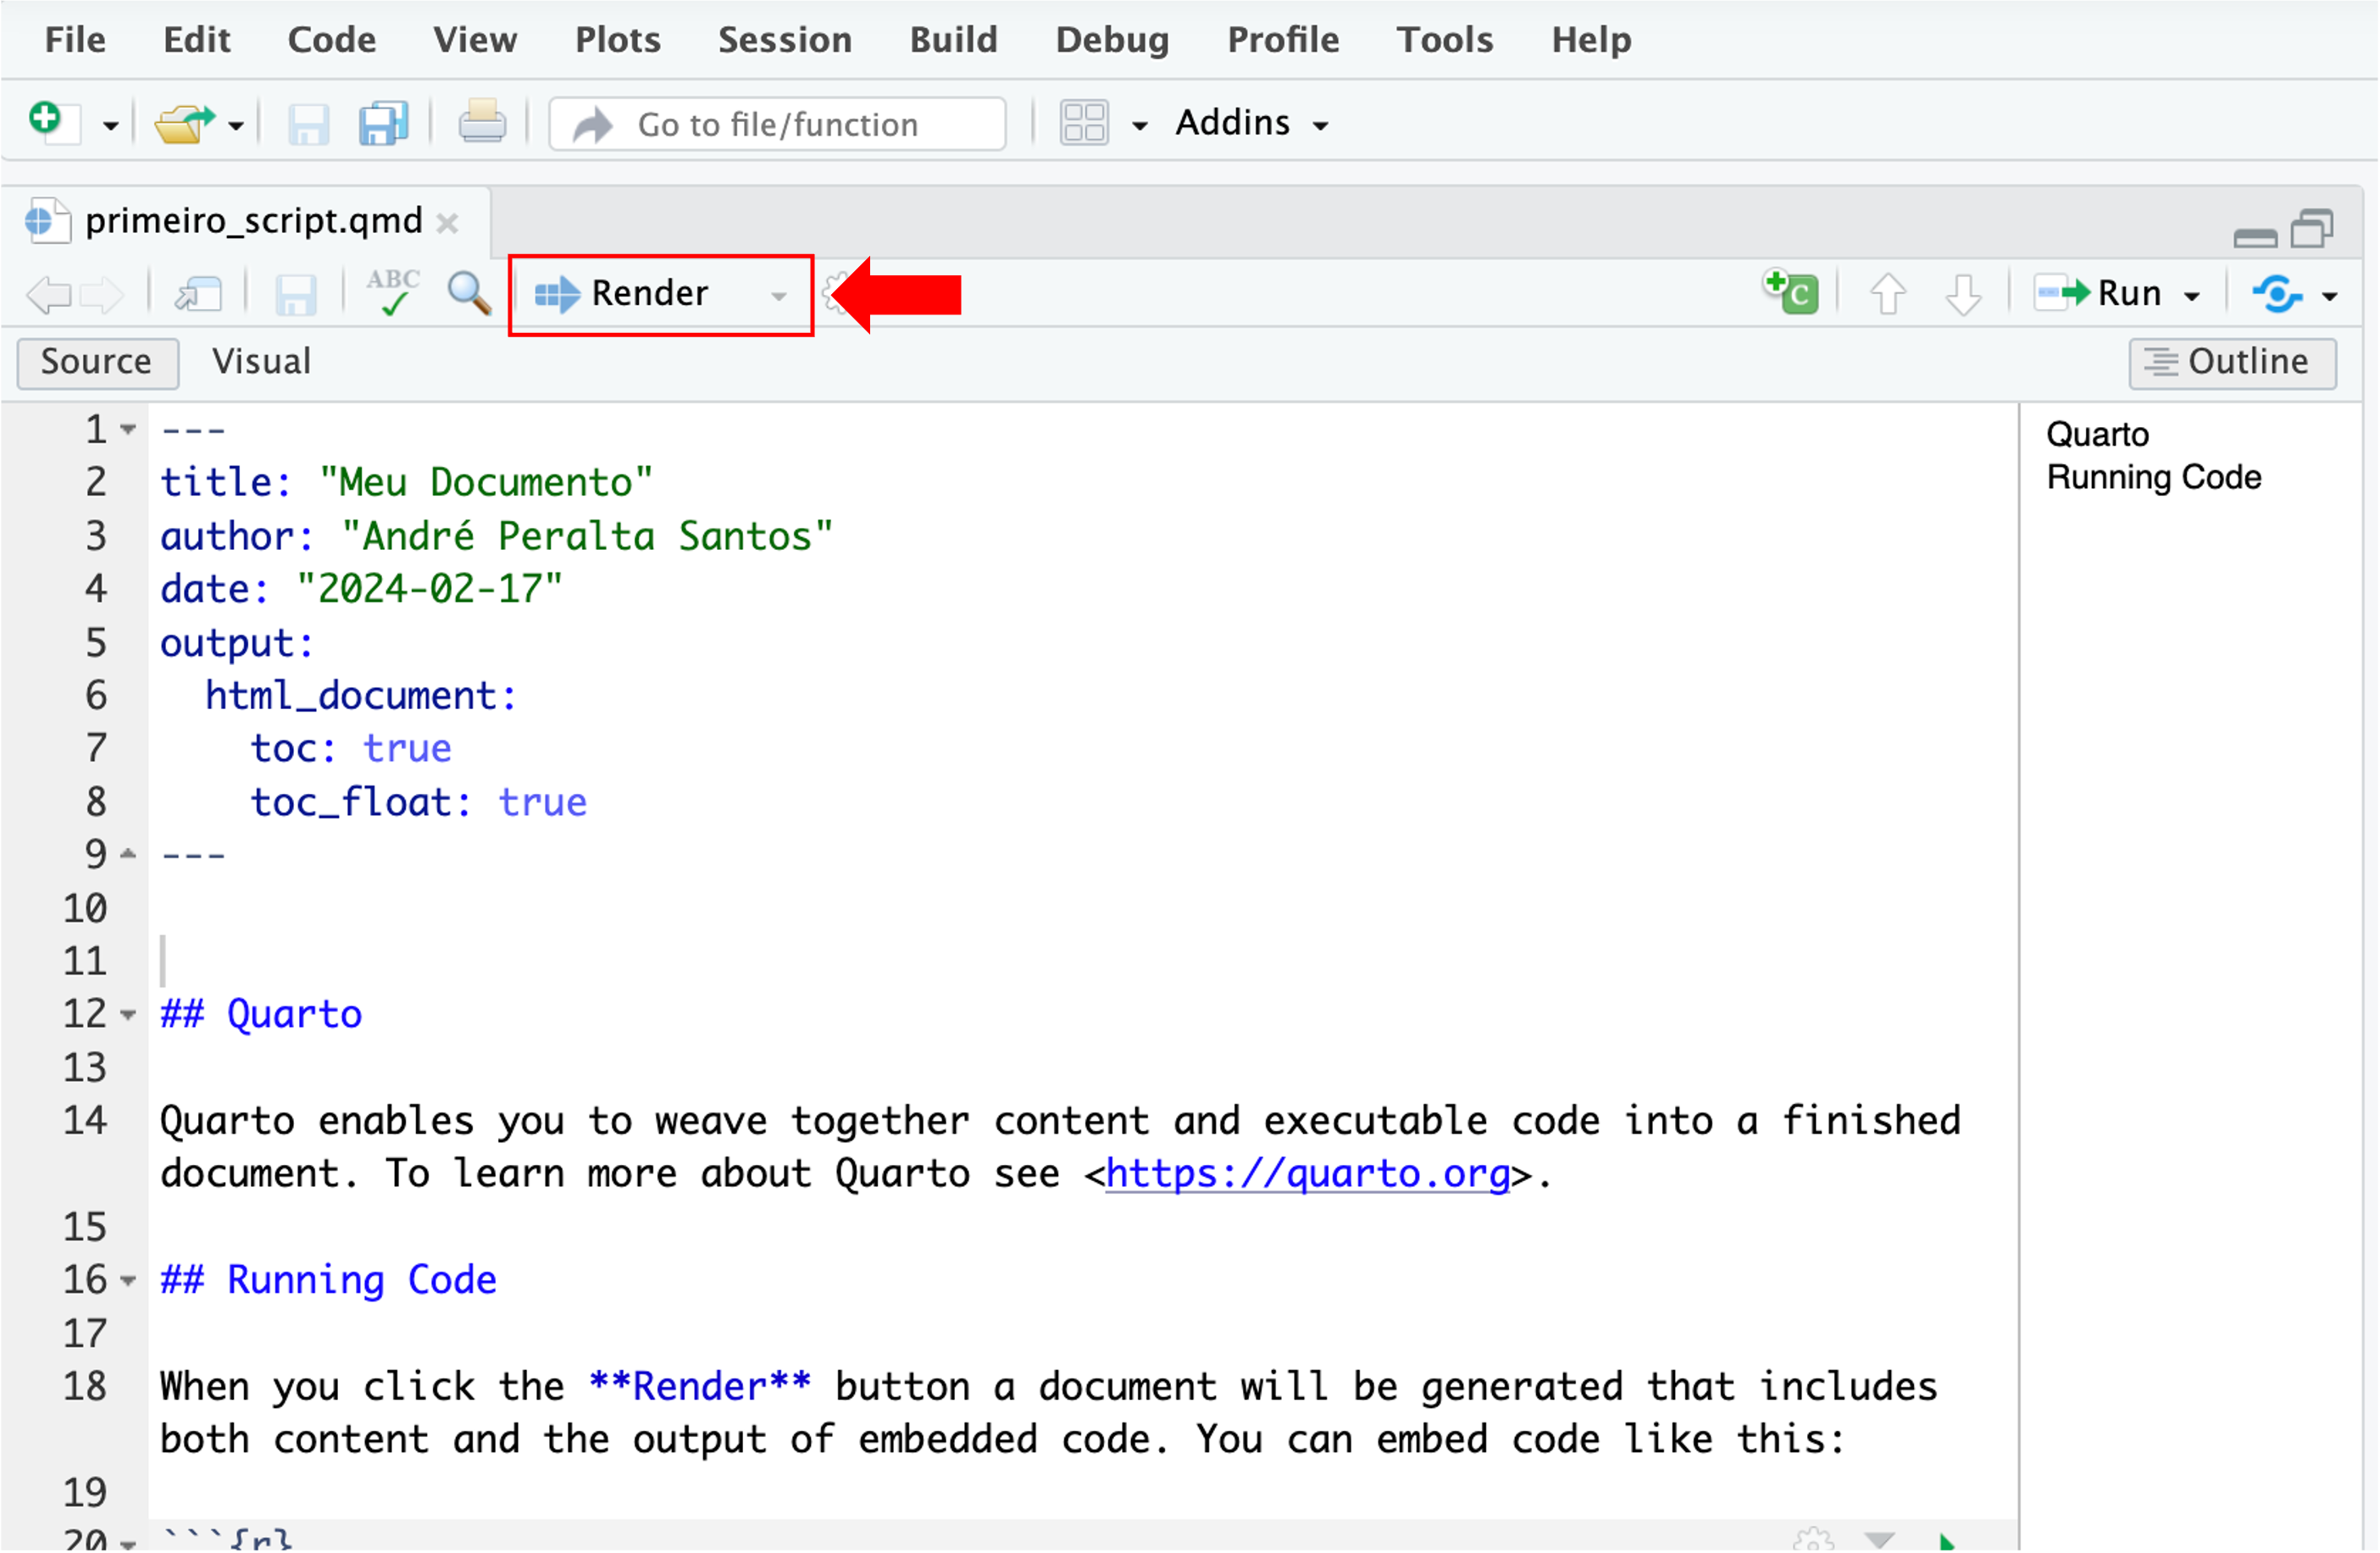 File Edit Code View Plots Session Build Debug Profile Tools Help
Go to file/function Addins
primeiro_script.qmd
ABC Render C Run
Source Visual Outline
1 ---
2 title: "Meu Documento"
3 author: "André Peralta Santos"
4 date: "2024-02-17"
5 output:
6 html_document:
7 toc: true
8 toc_float: true
9 ---
10
11
12 ## Quarto
13
14 Quarto enables you to weave together content and executable code into a finished
document. To learn more about Quarto see <https://quarto.org>.
15
16 ## Running Code
17
18 When you click the **Render** button a document will be generated that includes
both content and the output of embedded code. You can embed code like this:
19
20 ```{r}
Quarto
Running Code